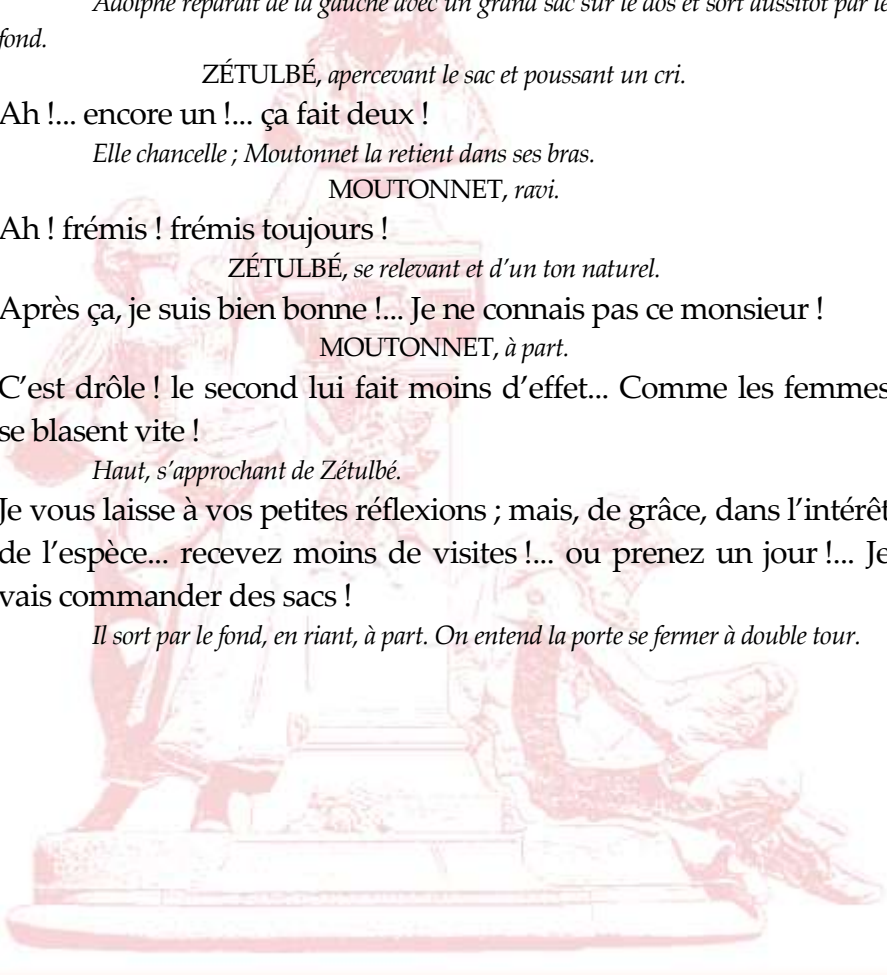 Adolphe reparaît de la gauche avec un grand sac sur le dos et sort aussitôt par le
fond.
ZÉTULBÉ, apercevant le sac et poussant un cri.
Ah !... encore un !... ça fait deux !
Elle chancelle ; Moutonnet la retient dans ses bras.
MOUTONNET, ravi.
Ah ! frémis ! frémis toujours !
ZÉTULBÉ, se relevant et d’un ton naturel.
Après ça, je suis bien bonne !... Je ne connais pas ce monsieur !
MOUTONNET, à part.
C’est drôle ! le second lui fait moins d’effet... Comme les femmes
se blasent vite !
Haut, s’approchant de Zétulbé.
Je vous laisse à vos petites réflexions ; mais, de grâce, dans l’intérêt
de l’espèce... recevez moins de visites !... ou prenez un jour !... Je
vais commander des sacs !
Il sort par le fond, en riant, à part. On entend la porte se fermer à double tour.